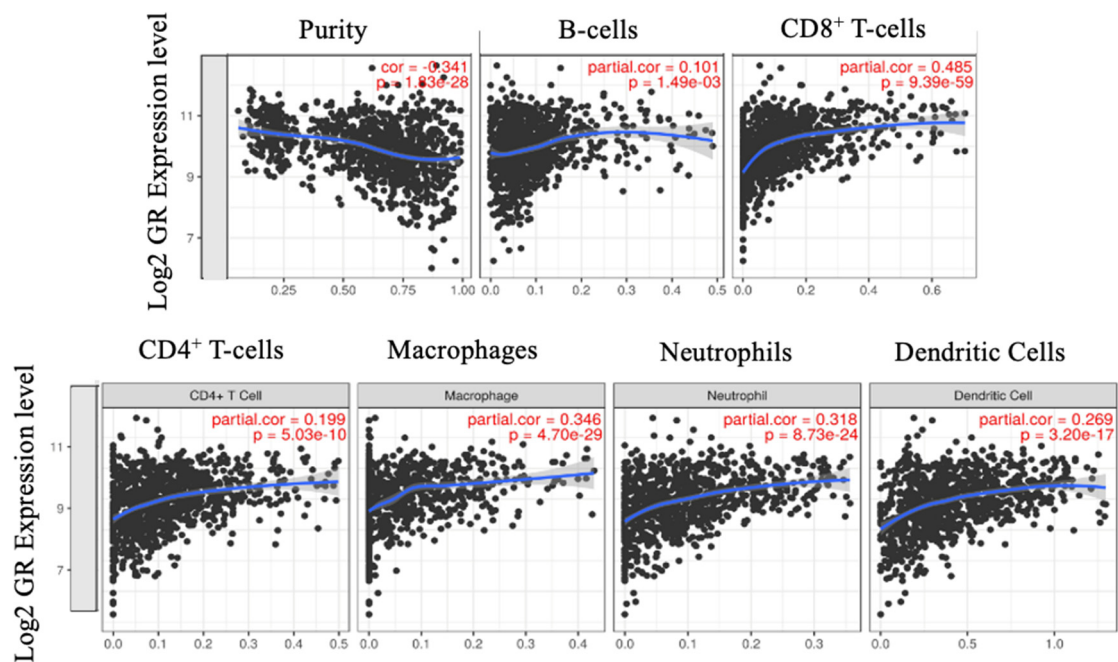 Purity B-cells CD8+ T-cells
Log2 GR Expression level
cor = -0.341
p = 1.83e-28
partial.cor = 0.101
p = 1.49e-03
partial.cor = 0.485
p = 9.39e-59
11
9
7
0.25 0.50 0.75 1.00 0.0 0.1 0.2 0.3 0.4 0.5 0.0 0.2 0.4 0.6
CD4+ T-cells Macrophages Neutrophils Dendritic Cells
Log2 GR Expression level
CD4+ T Cell Macrophage Neutrophil Dendritic Cell
partial.cor = 0.199
p = 5.03e-10
partial.cor = 0.346
p = 4.70e-29
partial.cor = 0.318
p = 8.73e-24
partial.cor = 0.269
p = 3.20e-17
11
9
7
0.0 0.1 0.2 0.3 0.4 0.5 0.0 0.1 0.2 0.3 0.4 0.0 0.1 0.2 0.3 0.0 0.5 1.0